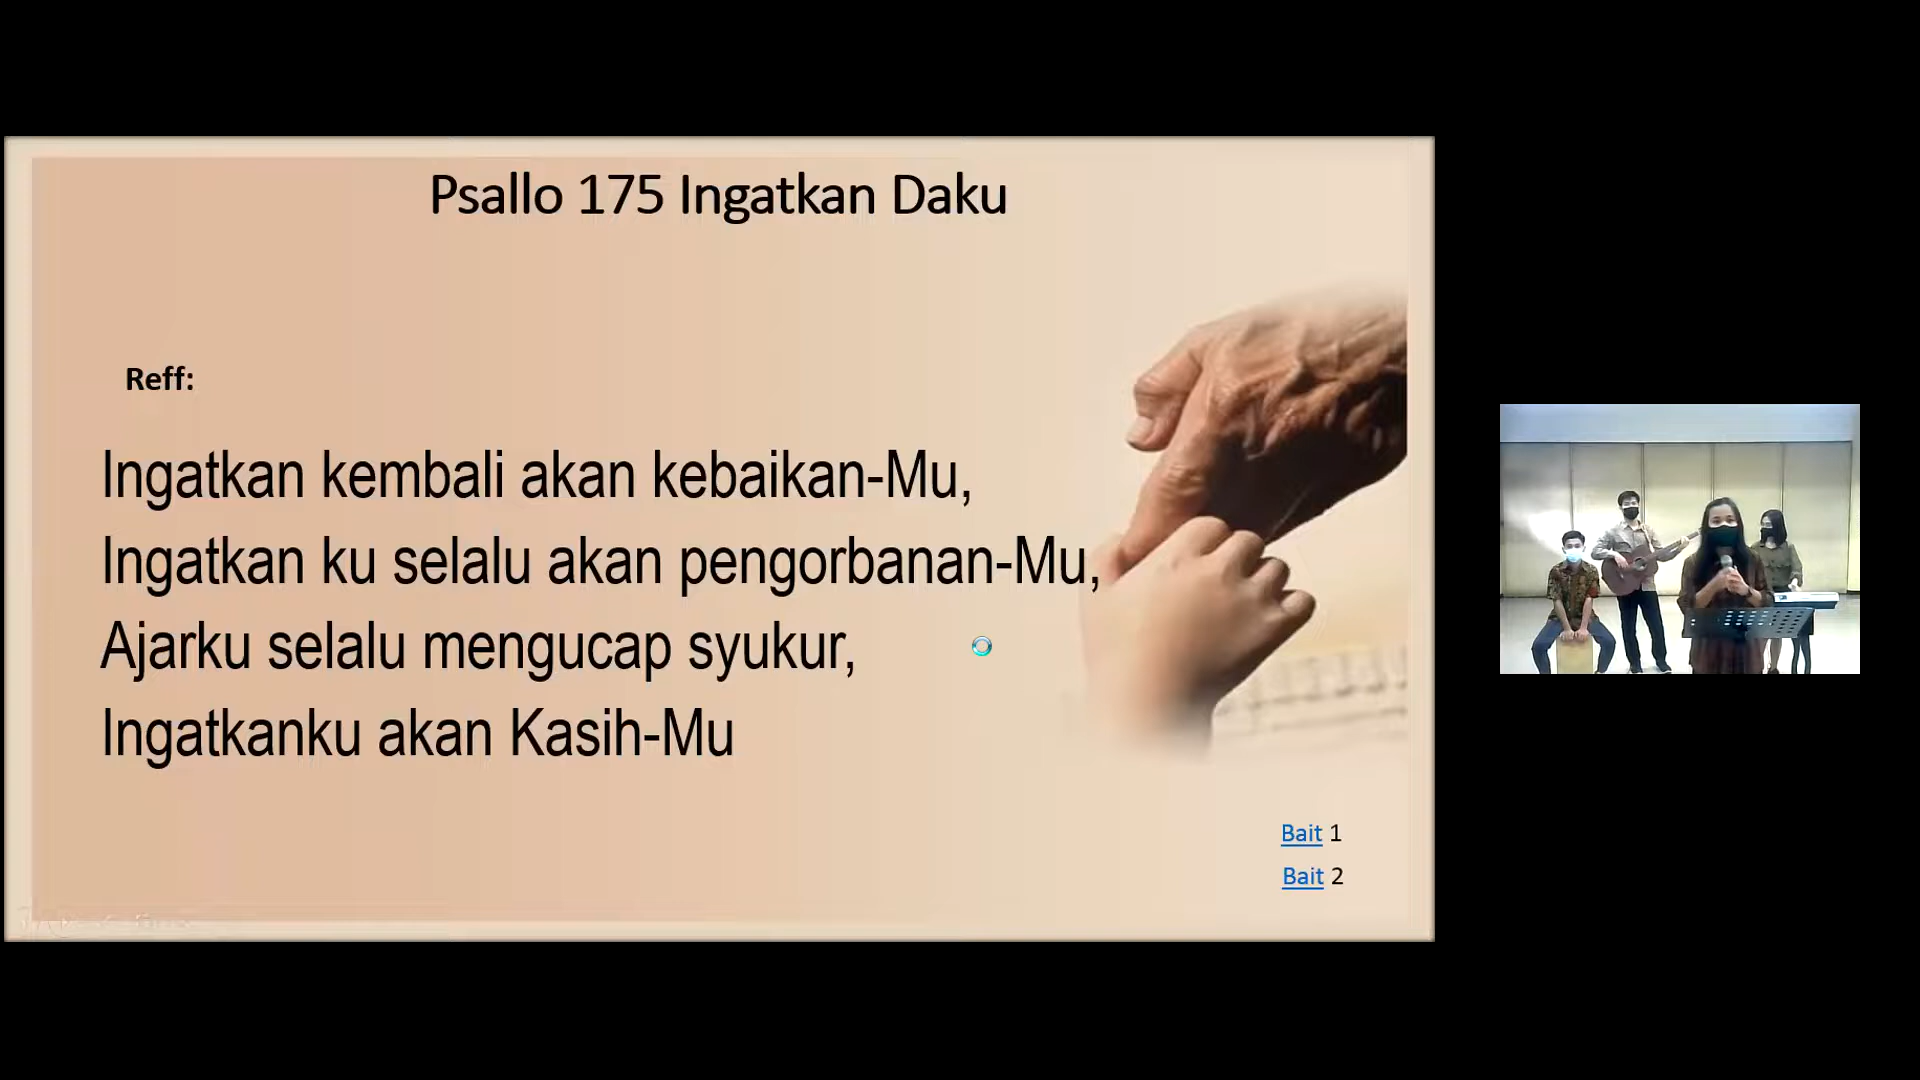 Psallo 175 Ingatkan Daku
Reff:
Ingatkan kembali akan kebaikan-Mu,
Ingatkan ku selalu akan pengorbanan-Mu,
Ajarku selalu mengucap syukur,
Ingatkanku akan Kasih-Mu
Bait 1
Bait 2